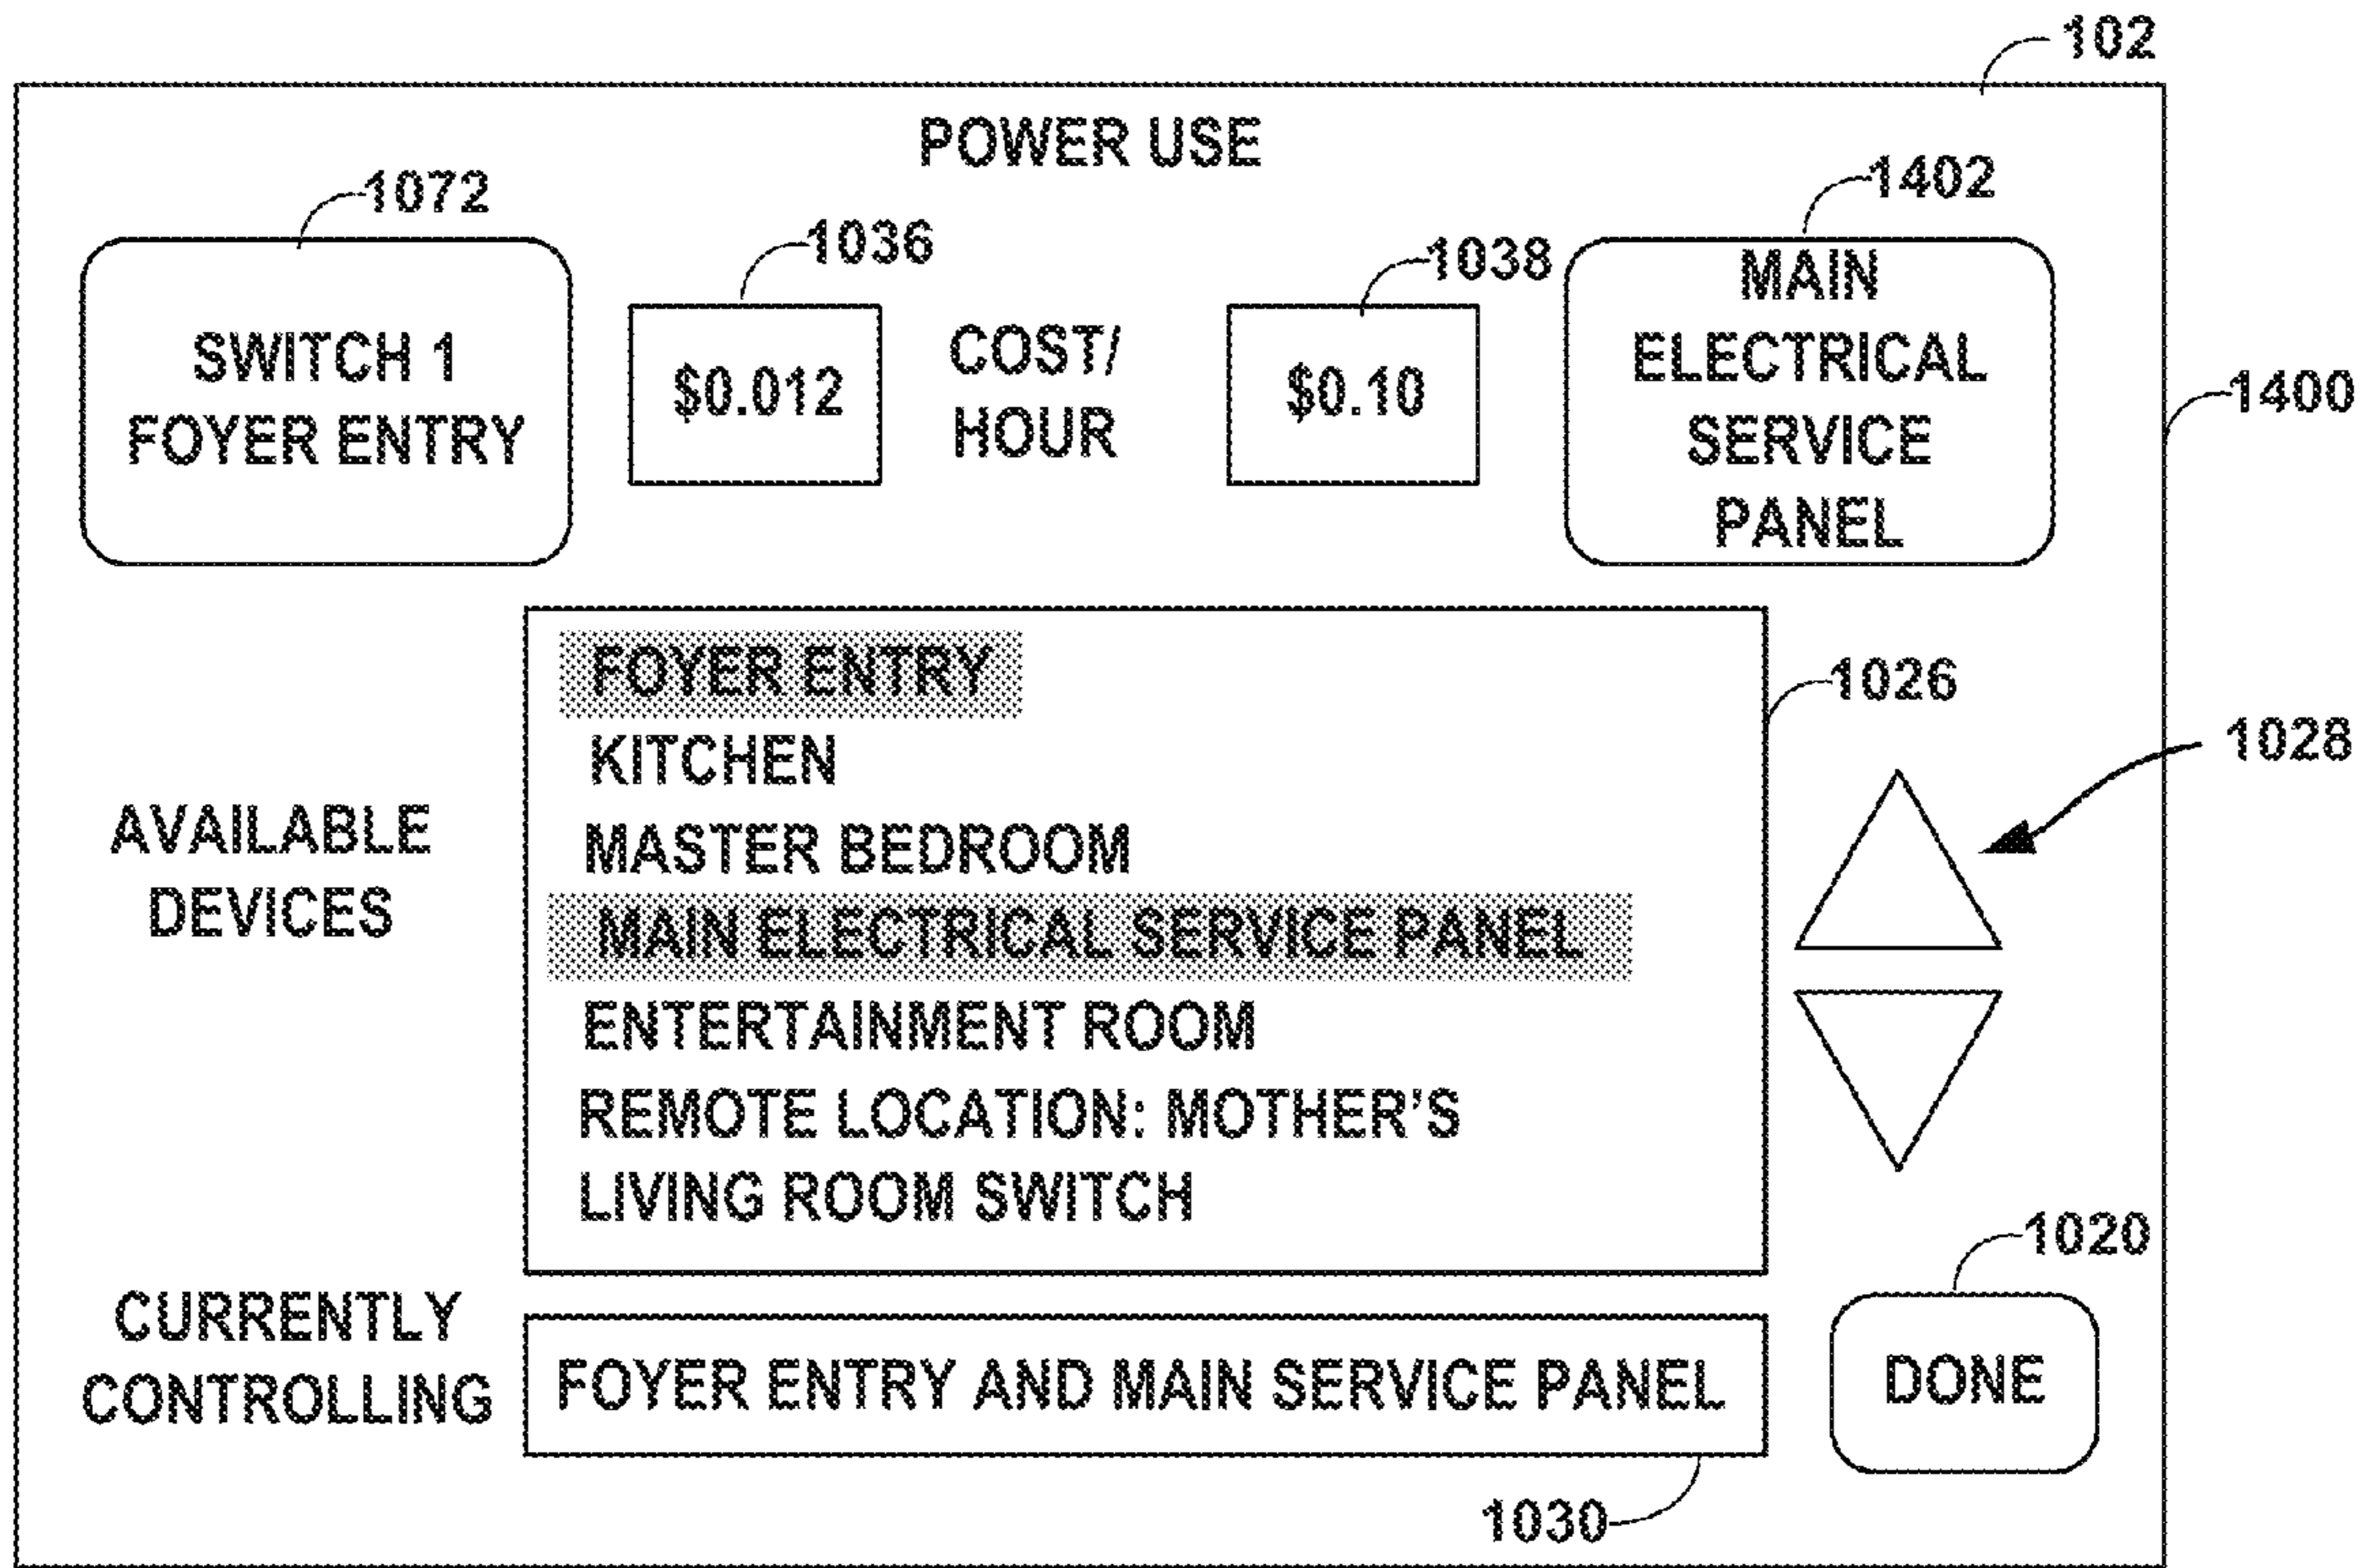 102
POWER USE
1072
1036
1038
1402
SWITCH 1
FOYER ENTRY
$0.012
COST/
HOUR
$0.10
MAIN
ELECTRICAL
SERVICE
PANEL
1400
AVAILABLE
DEVICES
FOYER ENTRY
KITCHEN
MASTER BEDROOM
MAIN ELECTRICAL SERVICE PANEL
ENTERTAINMENT ROOM
REMOTE LOCATION: MOTHER'S
LIVING ROOM SWITCH
1026
1028
1020
CURRENTLY
CONTROLLING
FOYER ENTRY AND MAIN SERVICE PANEL
DONE
1030